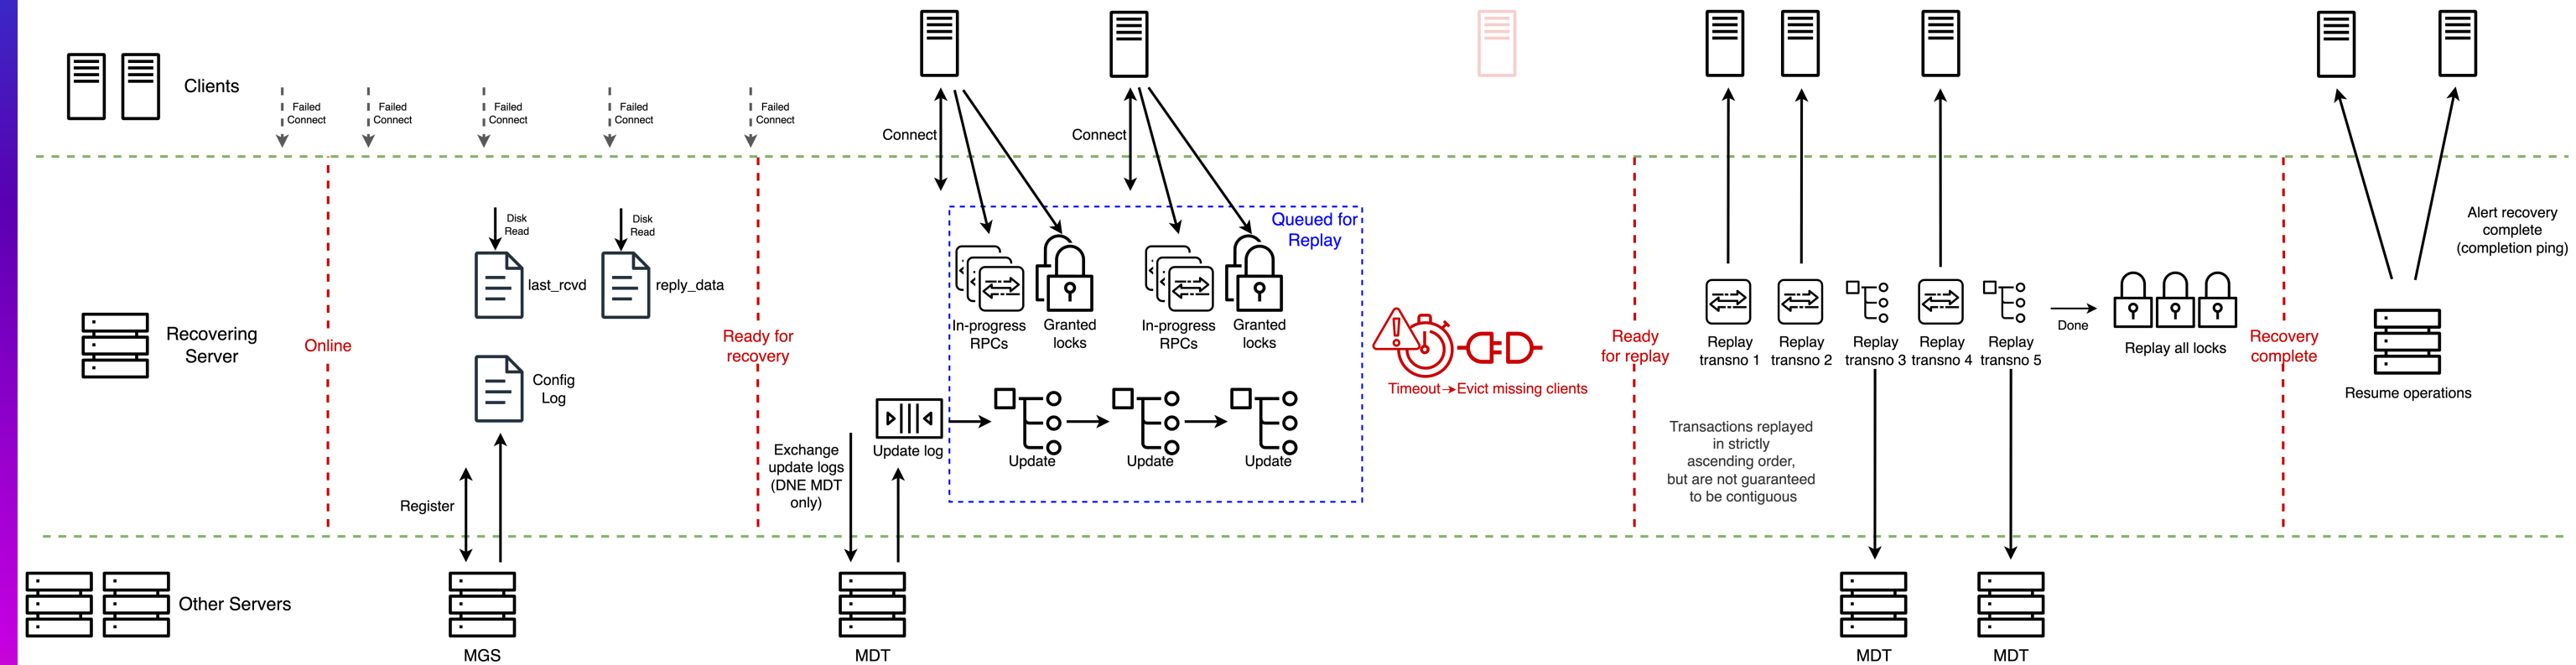 Clients
Failed
Connect
Failed
Connect
Failed
Connect
Failed
Connect
Failed
Connect
Connect
Connect
Recovering
Server
Online
Disk
Read
last_rcvd
Disk
Read
reply_data
Config
Log
Register
Ready for
recovery
Exchange
update logs
(DNE MDT
only)
Update log
Queued for
Replay
In-progress
RPCs
Granted
locks
In-progress
RPCs
Granted
locks
Update
Update
Update
Timeout→Evict missing clients
Ready
for replay
Replay
transno 1
Replay
transno 2
Replay
transno 3
Replay
transno 4
Replay
transno 5
Done
Replay all locks
Transactions replayed
in strictly
ascending order,
but are not guaranteed
to be contiguous
Recovery
complete
Alert recovery
complete
(completion ping)
Resume operations
Other Servers
MGS
MDT
MDT
MDT